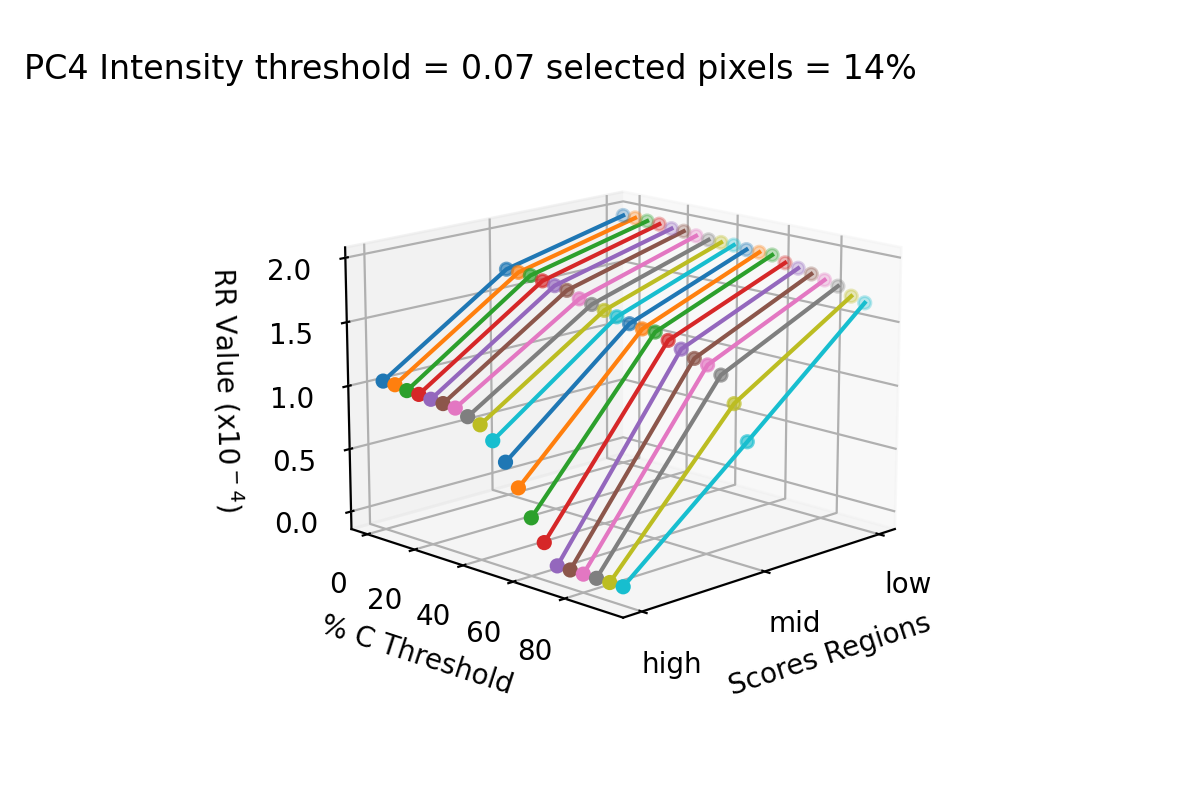 PC4 Intensity threshold = 0.07 selected pixels = 14%
RR Value (x10⁻⁴)
2.0
1.5
1.0
0.5
0.0
0
20
40
60
80
% C Threshold
high
mid
low
Scores Regions